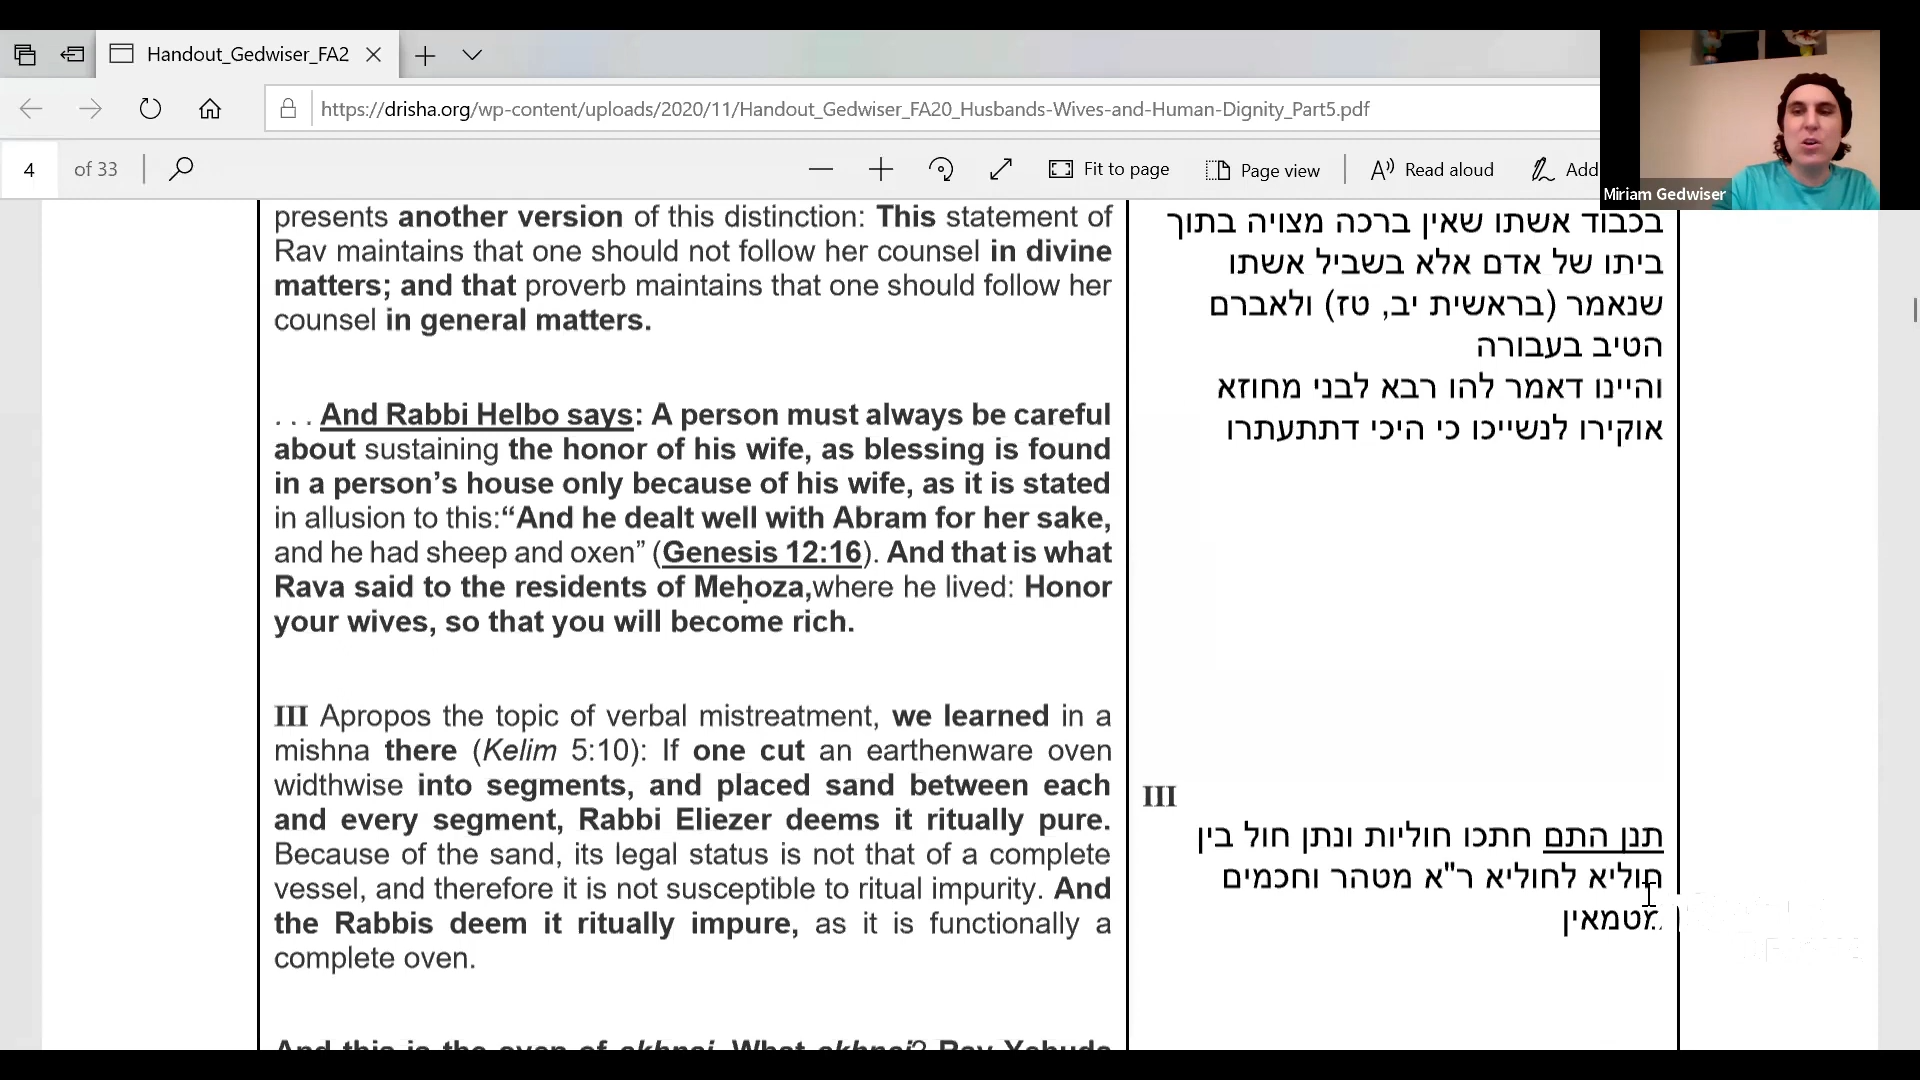 Handout_Gedwiser_FA2
https://drisha.org/wp-content/uploads/2020/11/Handout_Gedwiser_FA20_Husbands-Wives-and-Human-Dignity_Part5.pdf
4 of 33
Fit to page
Page view
Read aloud
Add
Miriam Gedwiser
presents another version of this distinction: This statement of
Rav maintains that one should not follow her counsel in divine
matters; and that proverb maintains that one should follow her
counsel in general matters.
. . . And Rabbi Helbo says: A person must always be careful
about sustaining the honor of his wife, as blessing is found
in a person’s house only because of his wife, as it is stated
in allusion to this:“And he dealt well with Abram for her sake,
and he had sheep and oxen” (Genesis 12:16). And that is what
Rava said to the residents of Meḥoza,where he lived: Honor
your wives, so that you will become rich.
III Apropos the topic of verbal mistreatment, we learned in a
mishna there (Kelim 5:10): If one cut an earthenware oven
widthwise into segments, and placed sand between each
and every segment, Rabbi Eliezer deems it ritually pure.
Because of the sand, its legal status is not that of a complete
vessel, and therefore it is not susceptible to ritual impurity. And
the Rabbis deem it ritually impure, as it is functionally a
complete oven.
And this is the oven of akhnai. What akhnai? Rav Yehuda
בכבוד אשתו שאין ברכה מצויה בתוך
ביתו של אדם אלא בשביל אשתו
שנאמר (בראשית יב, טז) ולאברם
הטיב בעבורה
והיינו דאמר להו רבא לבני מחוזא
אוקירו לנשייכו כי היכי דתתעתרו
III
תנן התם חתכו חוליות ונתן חול בין
חוליא לחוליא ר"א מטהר וחכמים
מטמאין